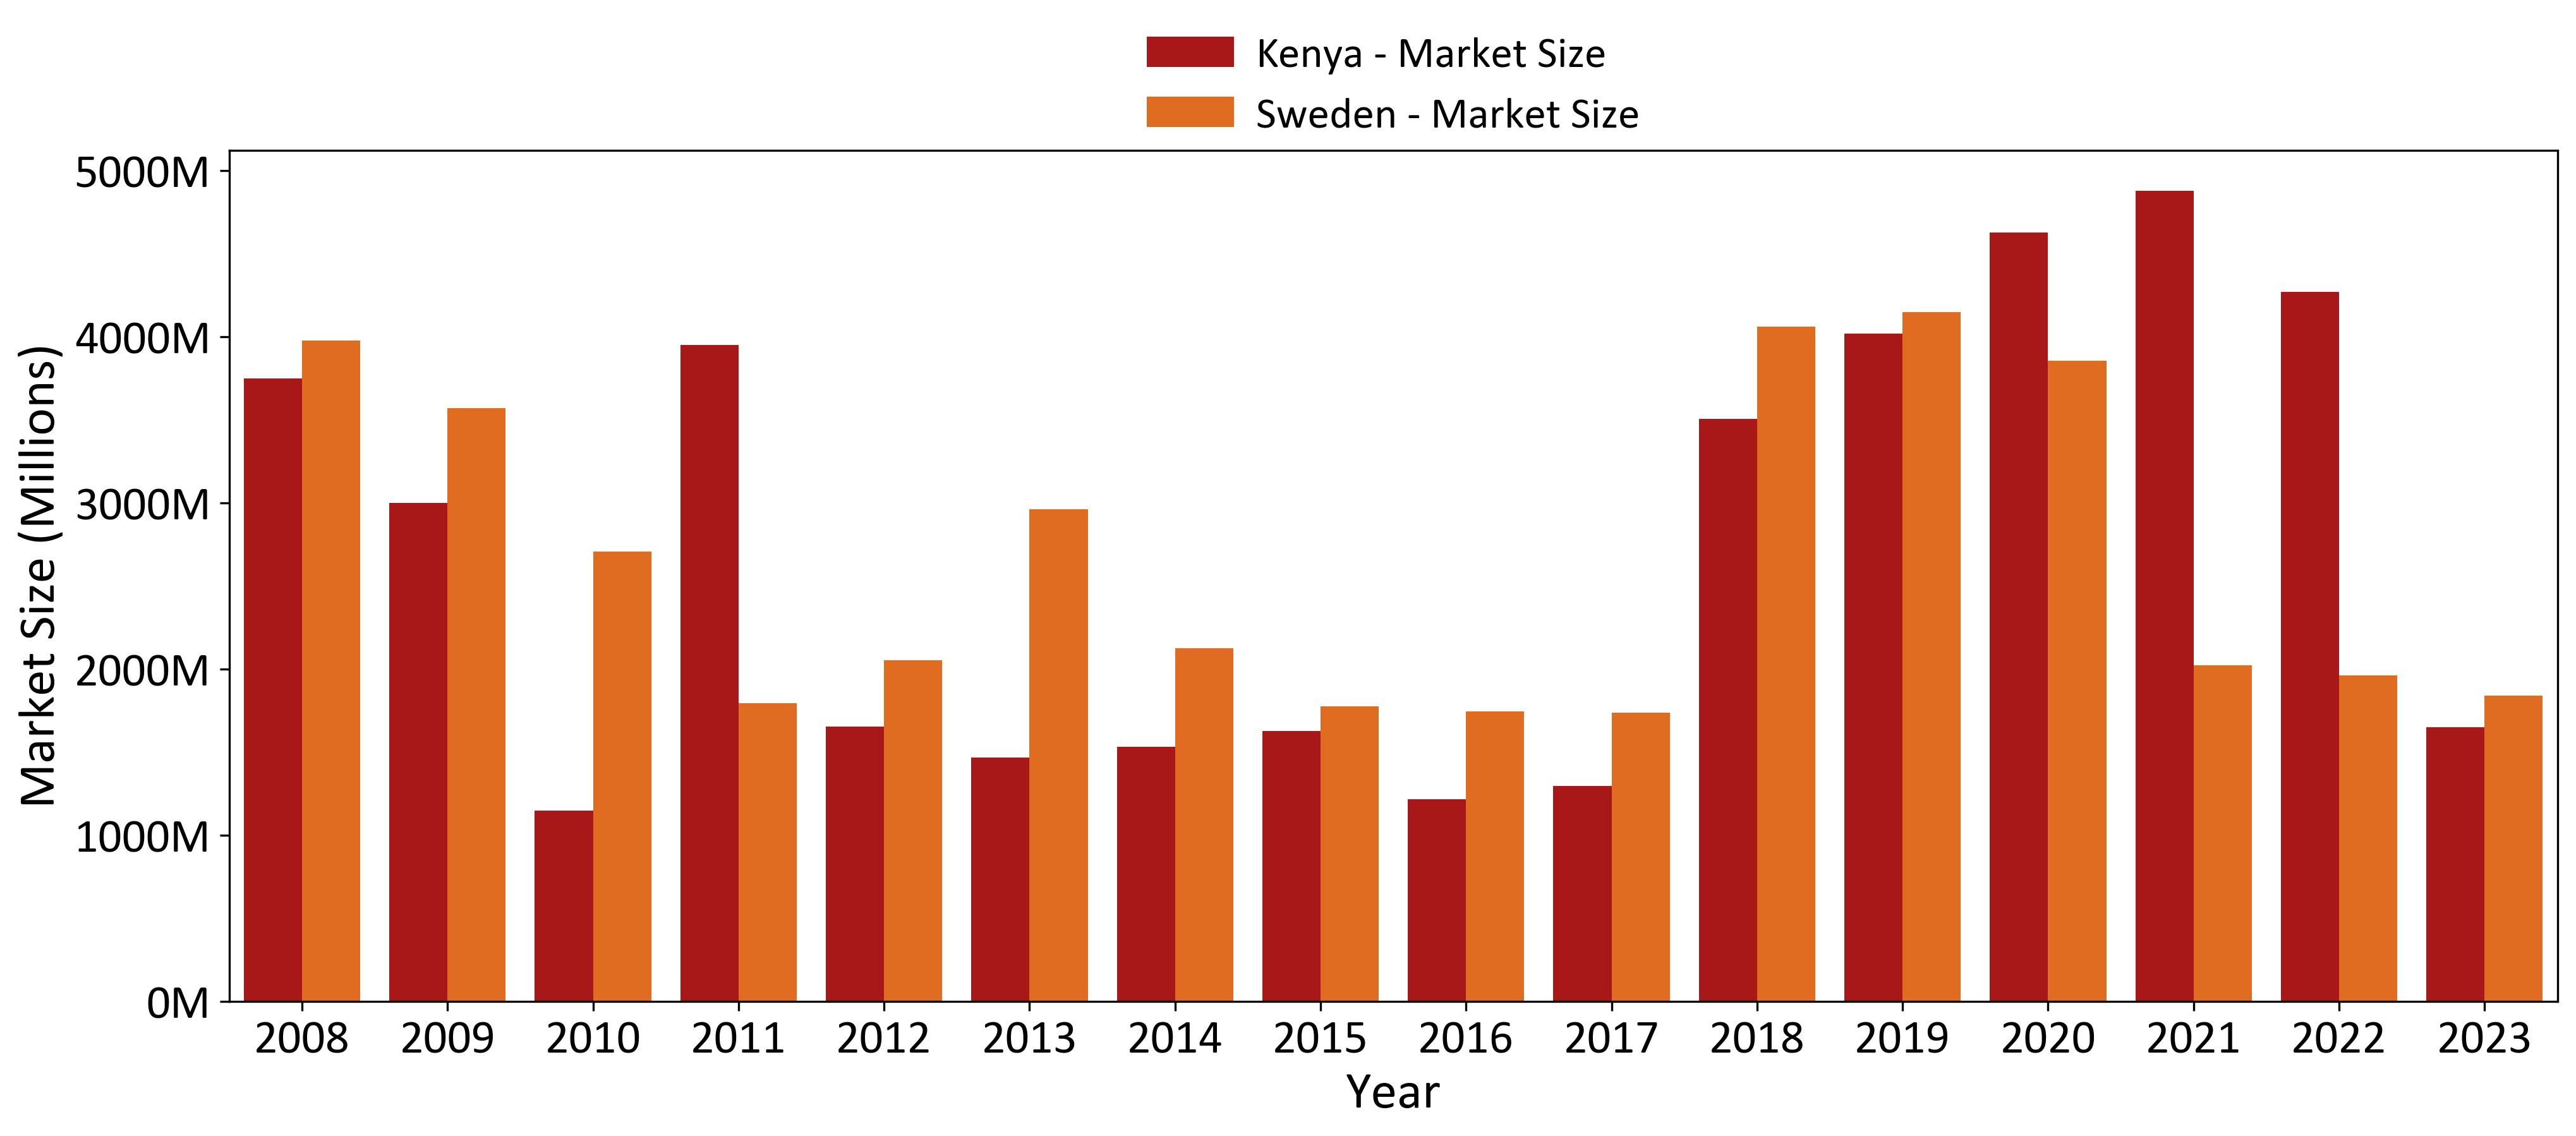 Kenya - Market Size
Sweden - Market Size
Market Size (Millions)
5000M
4000M
3000M
2000M
1000M
0M
2008 2009 2010 2011 2012 2013 2014 2015 2016 2017 2018 2019 2020 2021 2022 2023
Year